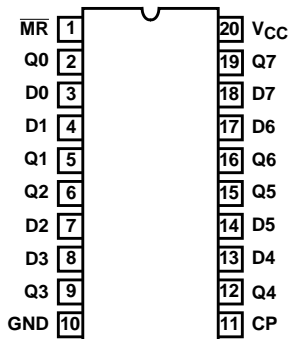 M̅R̅ 1 20 VCC
Q0 2 19 Q7
D0 3 18 D7
D1 4 17 D6
Q1 5 16 Q6
Q2 6 15 Q5
D2 7 14 D5
D3 8 13 D4
Q3 9 12 Q4
GND 10 11 CP